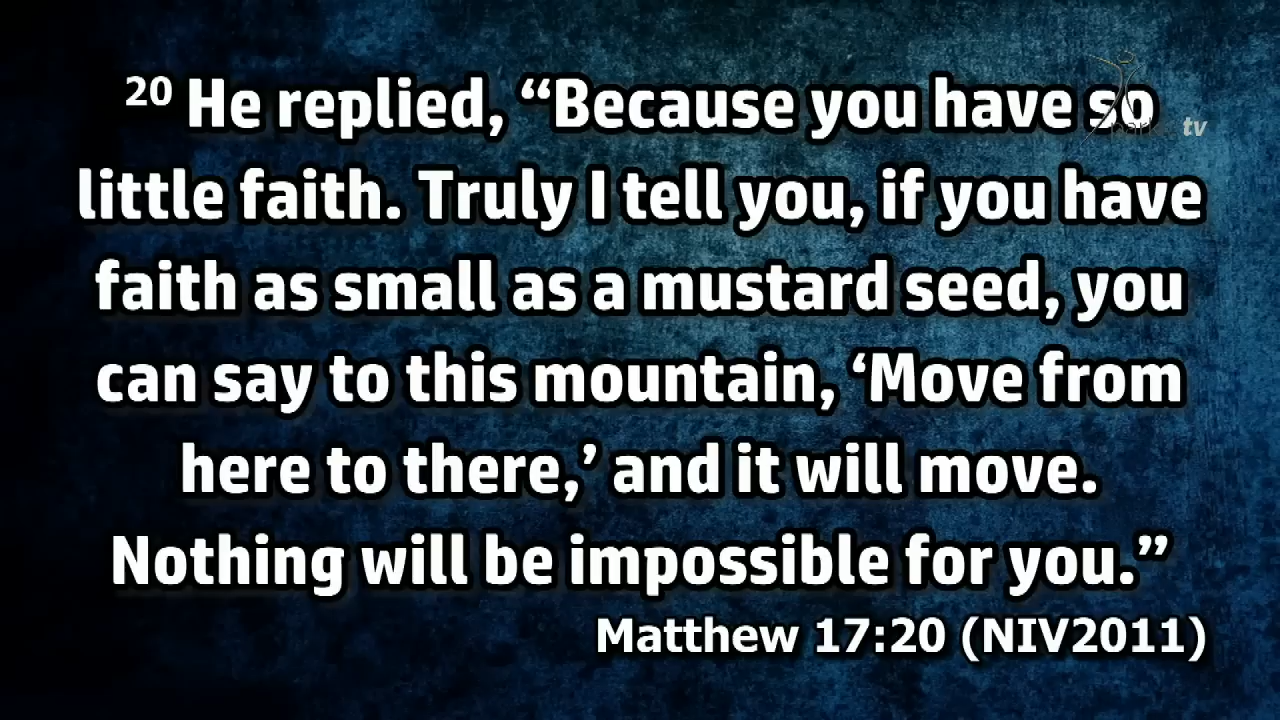 20 He replied, “Because you have so
little faith. Truly I tell you, if you have
faith as small as a mustard seed, you
can say to this mountain, ‘Move from
here to there,’ and it will move.
Nothing will be impossible for you.”
Matthew 17:20 (NIV2011)
tv